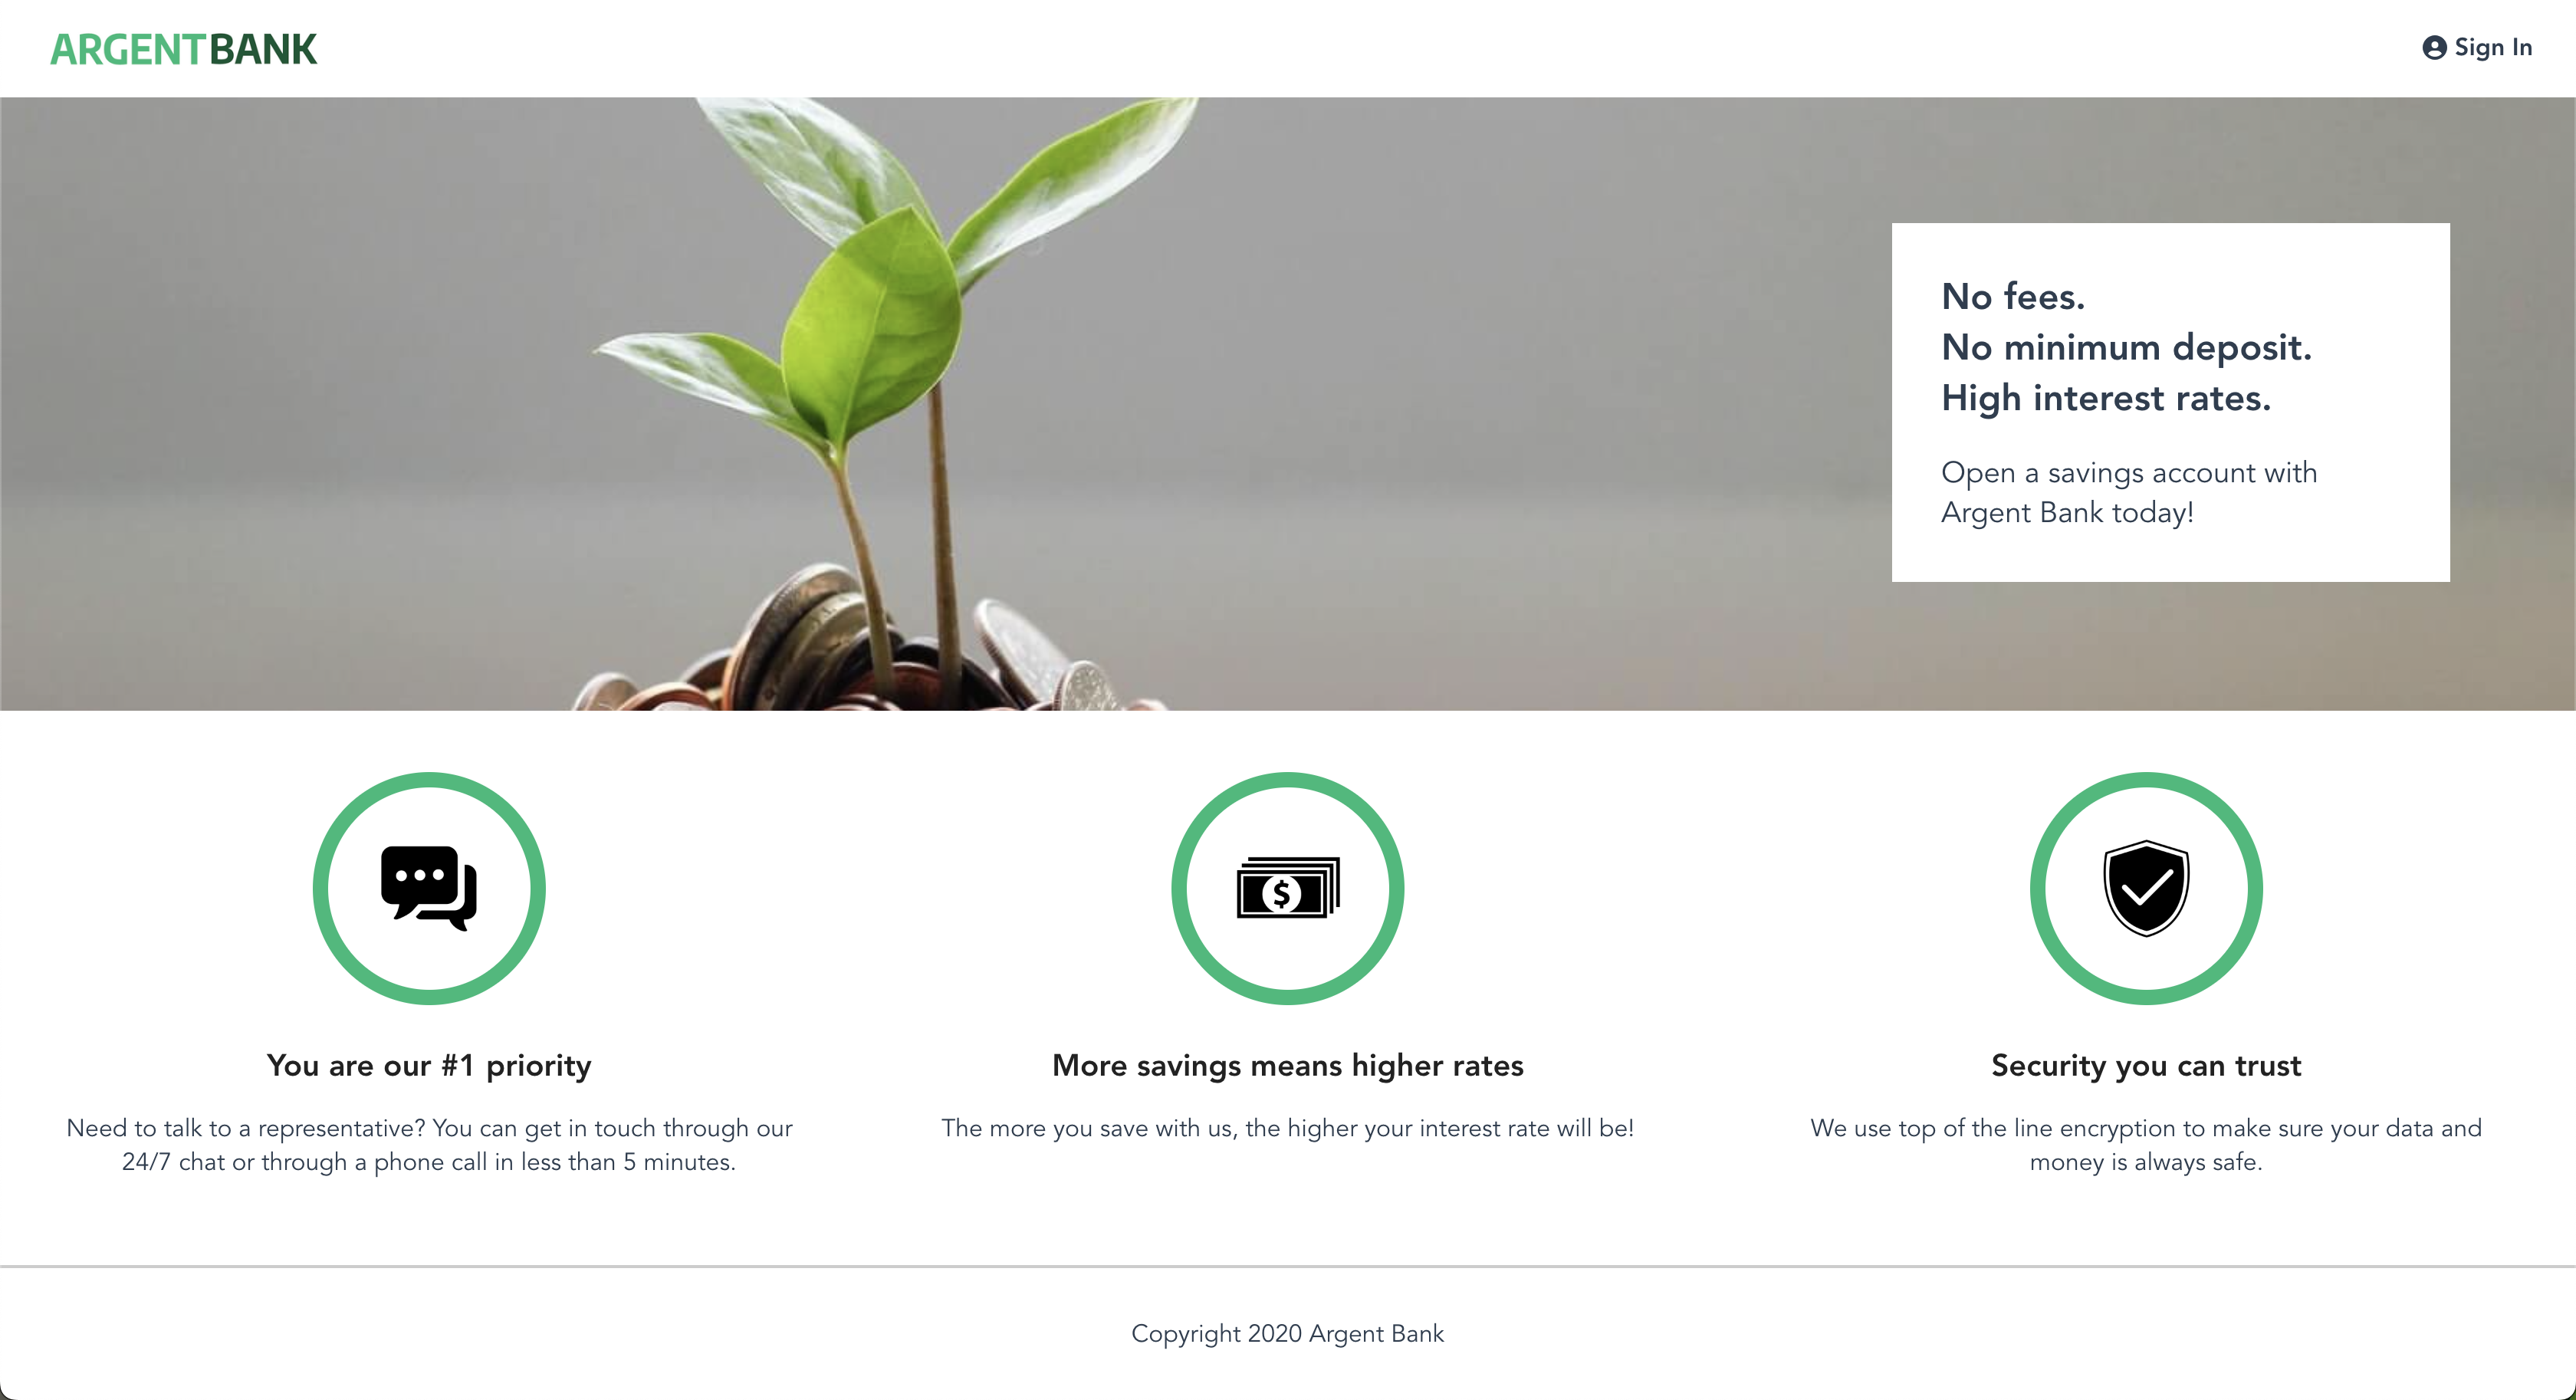 ARGENTBANK
Sign In
No fees.
No minimum deposit.
High interest rates.
Open a savings account with
Argent Bank today!
$
You are our #1 priority
Need to talk to a representative? You can get in touch through our
24/7 chat or through a phone call in less than 5 minutes.
More savings means higher rates
The more you save with us, the higher your interest rate will be!
Security you can trust
We use top of the line encryption to make sure your data and
money is always safe.
Copyright 2020 Argent Bank